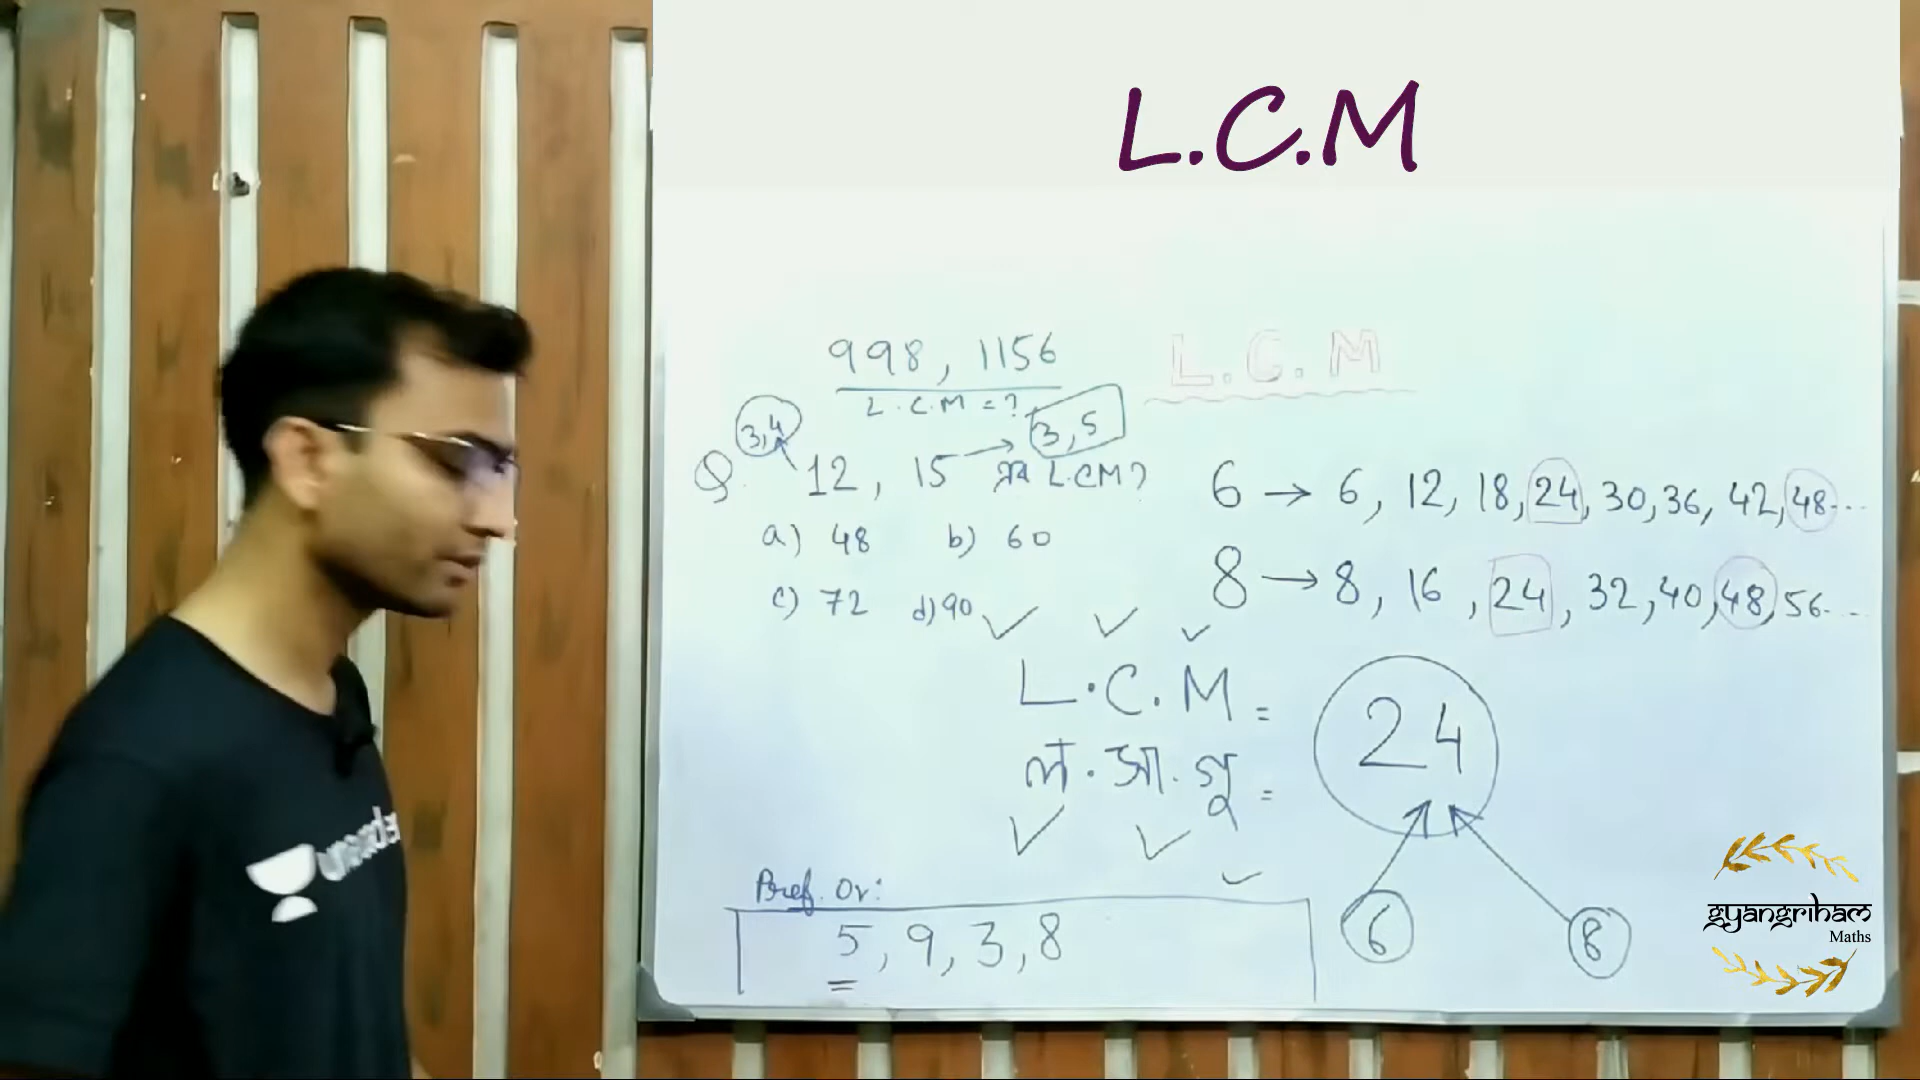 L.C.M
998, 1156
L.C.M = ?
L.C.M
3,4
3,5
Q. 12, 15 এর L.CM?
a) 48 b) 60
c) 72 d) 90
6 → 6, 12, 18, 24, 30, 36, 42, 48...
8 → 8, 16, 24, 32, 40, 48, 56....
L.C.M =
ল.সা.গু =
24
6
8
Pref. Or:
5, 9, 3, 8
unacade
gyangriham
Maths